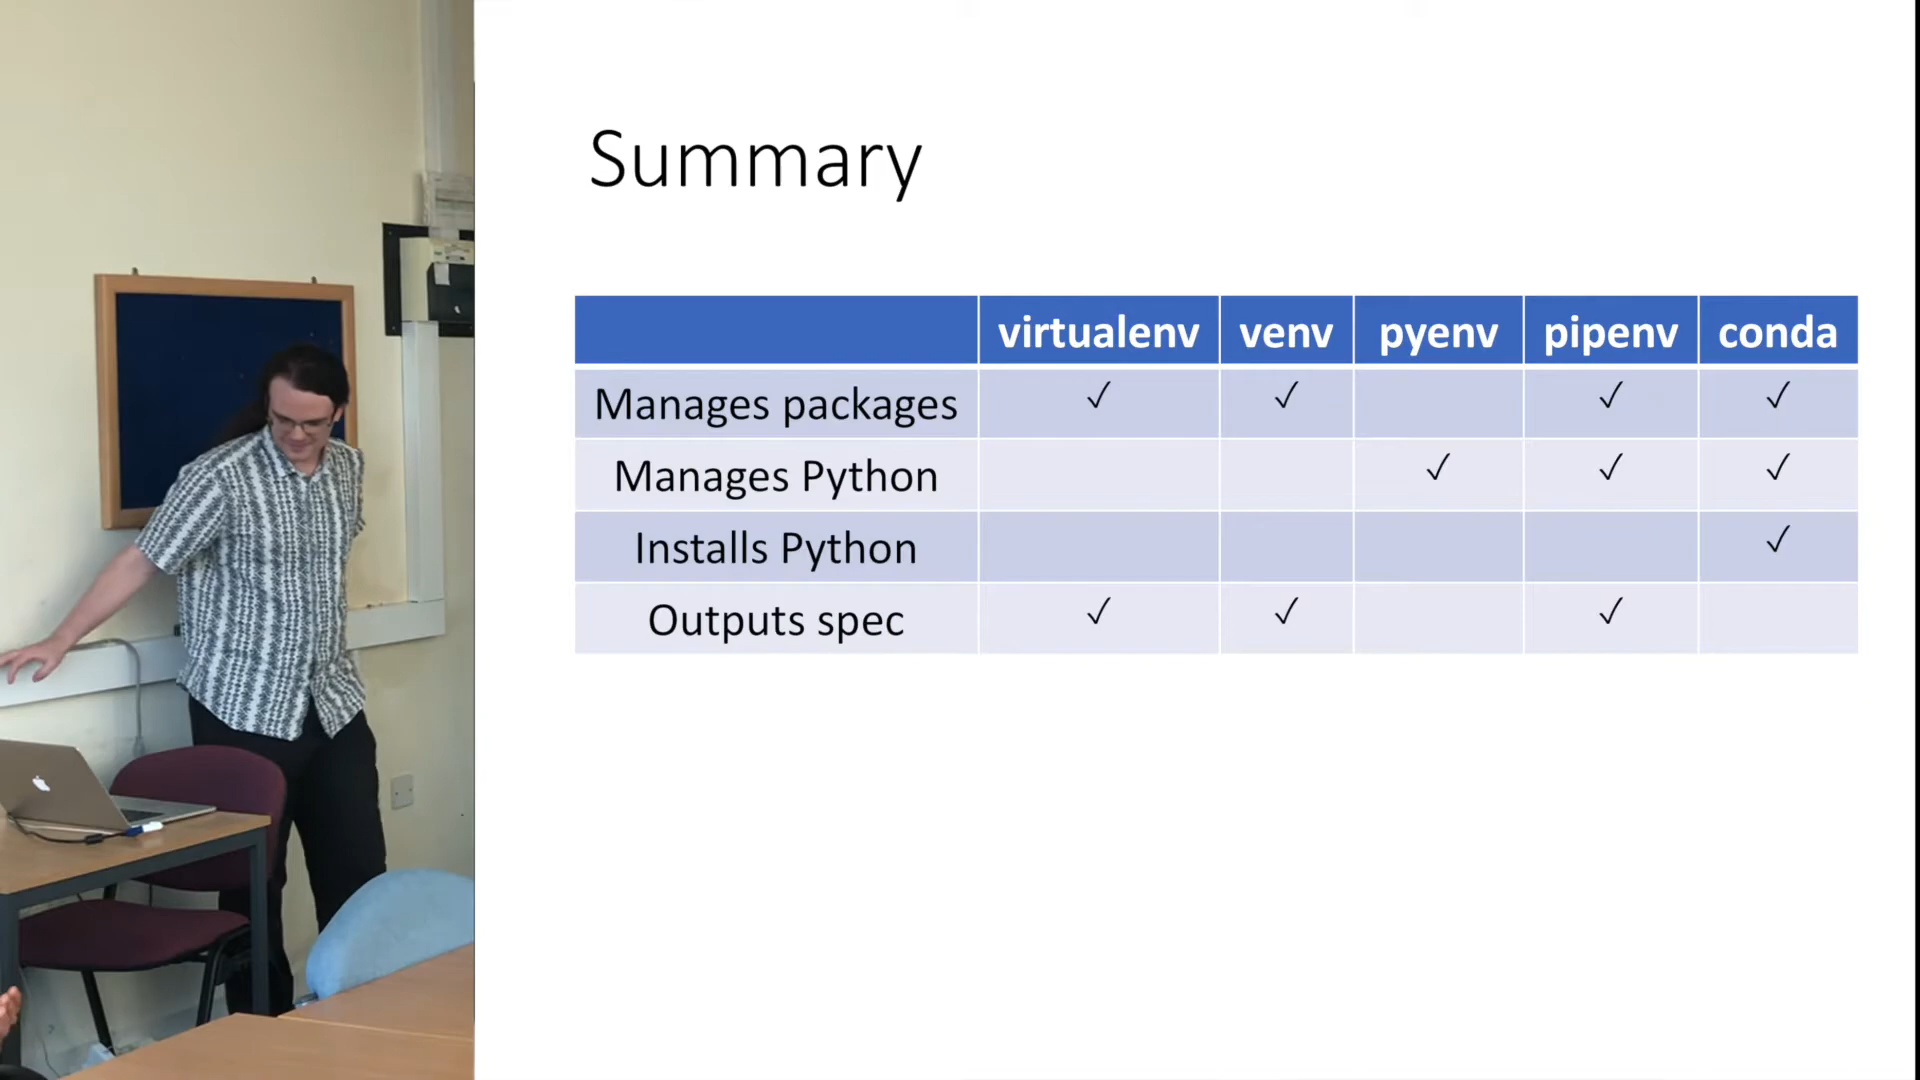 Summary
virtualenv venv pyenv pipenv conda
Manages packages ✓ ✓ ✓ ✓
Manages Python ✓ ✓ ✓
Installs Python ✓
Outputs spec ✓ ✓ ✓